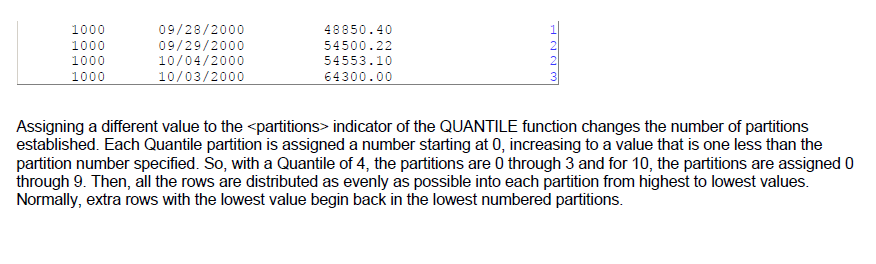 1000 09/28/2000 48850.40 1
1000 09/29/2000 54500.22 2
1000 10/04/2000 54553.10 2
1000 10/03/2000 64300.00 3
Assigning a different value to the <partitions> indicator of the QUANTILE function changes the number of partitions
established. Each Quantile partition is assigned a number starting at 0, increasing to a value that is one less than the
partition number specified. So, with a Quantile of 4, the partitions are 0 through 3 and for 10, the partitions are assigned 0
through 9. Then, all the rows are distributed as evenly as possible into each partition from highest to lowest values.
Normally, extra rows with the lowest value begin back in the lowest numbered partitions.